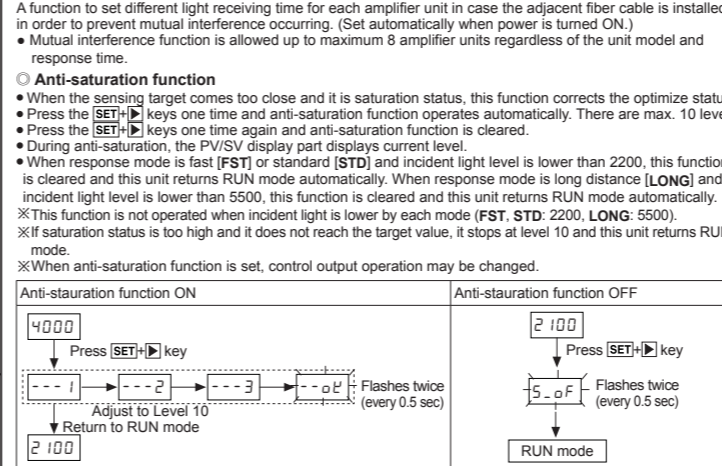 A function to set different light receiving time for each amplifier unit in case the adjacent fiber cable is installed
in order to prevent mutual interference occurring. (Set automatically when power is turned ON.)
● Mutual interference function is allowed up to maximum 8 amplifier units regardless of the unit model and
response time.
◎ Anti-saturation function
● When the sensing target comes too close and it is saturation status, this function corrects the optimize statu
● Press the SET+▶ keys one time and anti-saturation function operates automatically. There are max. 10 leve
● Press the SET+▶ keys one time again and anti-saturation function is cleared.
● During anti-saturation, the PV/SV display part displays current level.
● When response mode is fast [FST] or standard [STD] and incident light level is lower than 2200, this function
is cleared and this unit returns RUN mode automatically. When response mode is long distance [LONG] and
incident light level is lower than 5500, this function is cleared and this unit returns RUN mode automatically.
※This function is not operated when incident light is lower by each mode (FST, STD: 2200, LONG: 5500).
※If saturation status is too high and it does not reach the target value, it stops at level 10 and this unit returns RU
mode.
※When anti-saturation function is set, control output operation may be changed.
Anti-stauration function ON
Anti-stauration function OFF
4000
Press SET+▶ key
---1 ---2 ---3 --ok Flashes twice
(every 0.5 sec)
Adjust to Level 10
Return to RUN mode
2100
2100
Press SET+▶ key
S_oF Flashes twice
(every 0.5 sec)
RUN mode